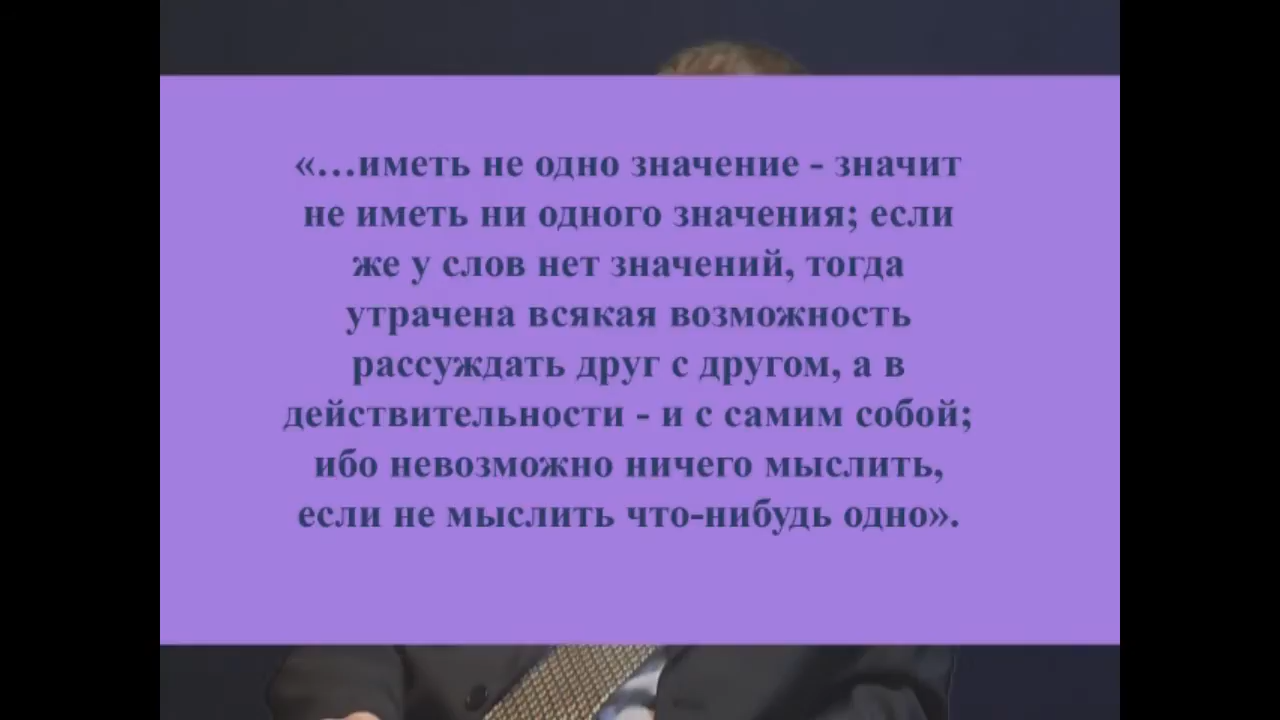 «...иметь не одно значение - значит
не иметь ни одного значения; если
же у слов нет значений, тогда
утрачена всякая возможность
рассуждать друг с другом, а в
действительности - и с самим собой;
ибо невозможно ничего мыслить,
если не мыслить что-нибудь одно».